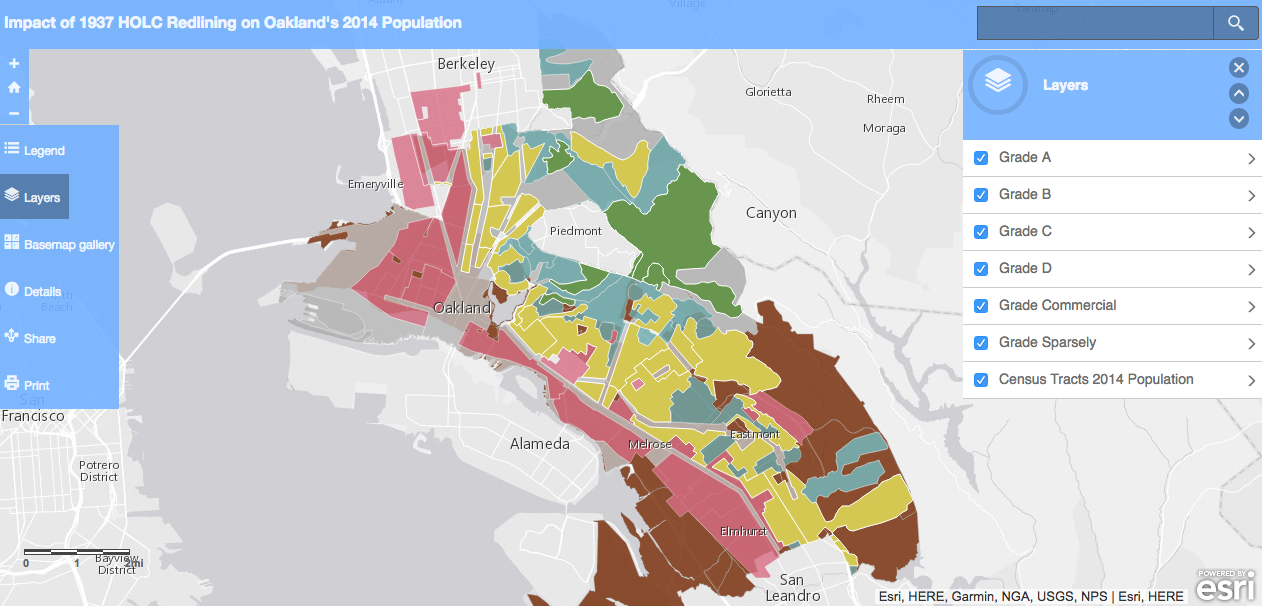 Impact of 1937 HOLC Redlining on Oakland's 2014 Population
Albany
Village
Saranap
Berkeley
Glorietta
Rheem
Moraga
Emeryville
Canyon
Piedmont
Oakland
Alameda
Melrose
Eastmont
Elmhurst
San
Leandro
Legend
Layers
Basemap gallery
Details
Beach
Share
Print
San
Francisco
Potrero
District
Bayview
District
0 1 2mi
Layers
Grade A
Grade B
Grade C
Grade D
Grade Commercial
Grade Sparsely
Census Tracts 2014 Population
Esri, HERE, Garmin, NGA, USGS, NPS | Esri, HERE
POWERED BY
esri